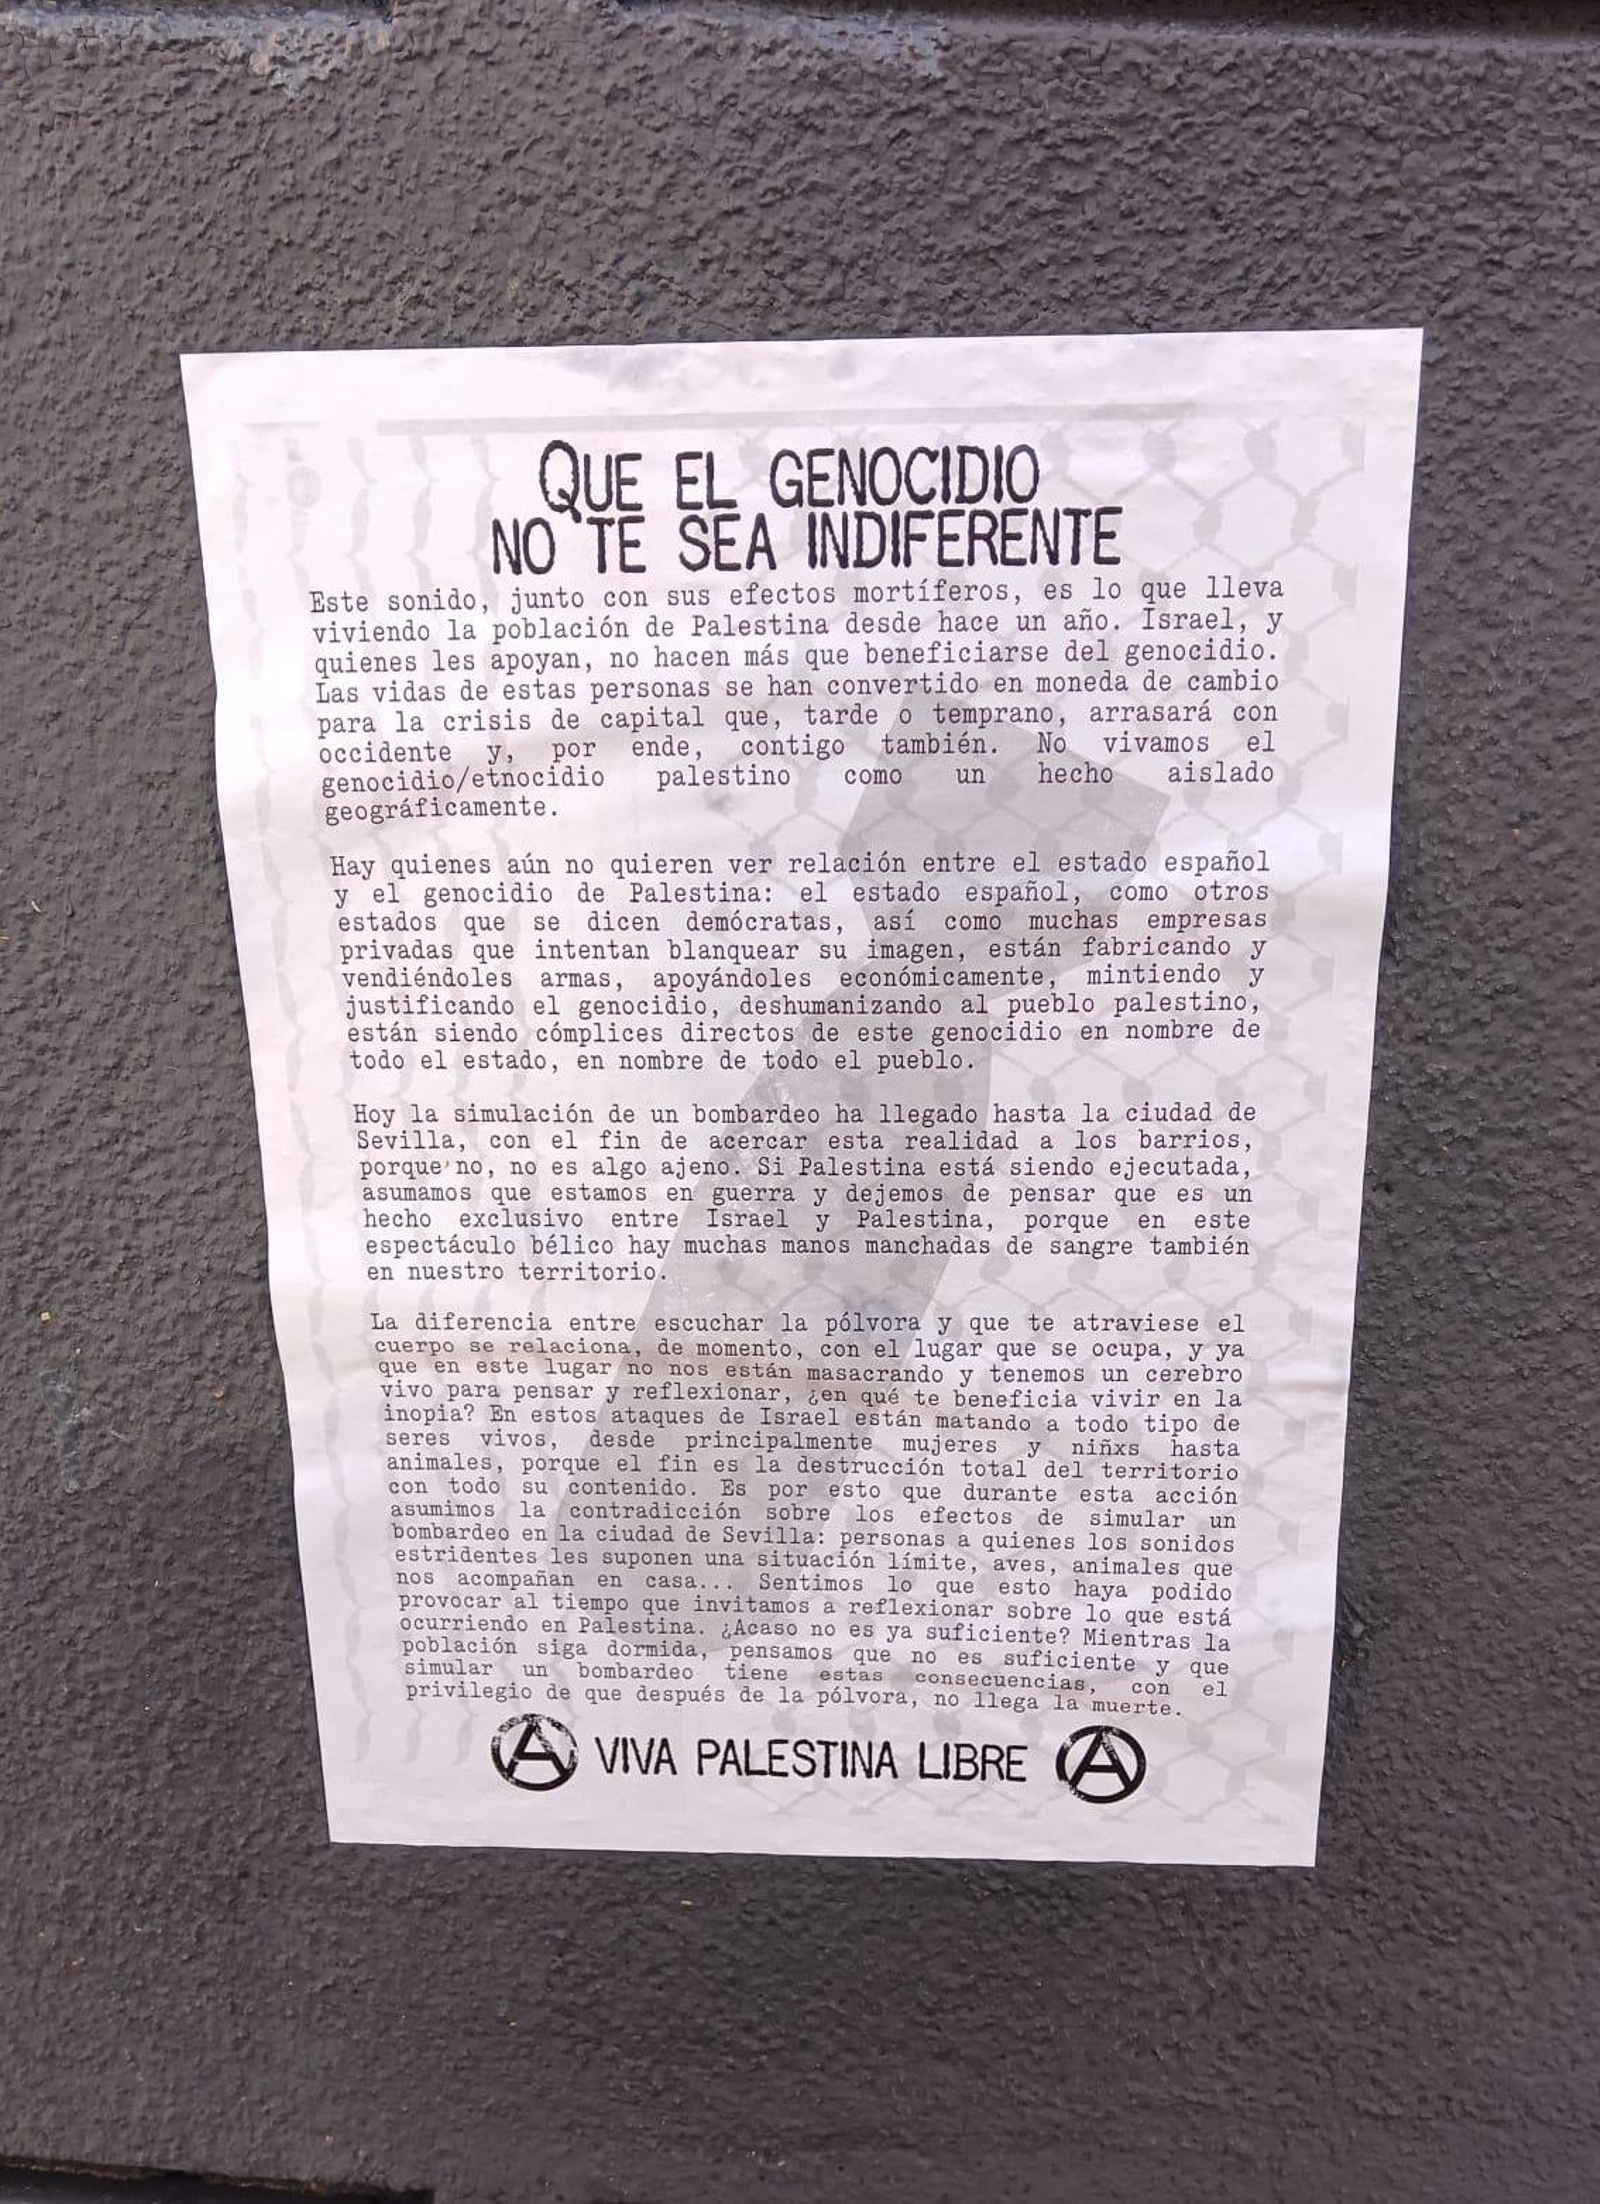 QUE EL GENOCIDIO
NO TE SEA INDIFERENTE
Este sonido, junto con sus efectos mortíferos, es lo que lleva
viviendo la población de Palestina desde hace un año. Israel, y
quienes les apoyan, no hacen más que beneficiarse del genocidio.
Las vidas de estas personas se han convertido en moneda de cambio
para la crisis de capital que, tarde o temprano, arrasará con
occidente y, por ende, contigo también. No vivamos el
genocidio/etnocidio palestino como un hecho aislado
geográficamente.
Hay quienes aún no quieren ver relación entre el estado español
y el genocidio de Palestina: el estado español, como otros
estados que se dicen demócratas, así como muchas empresas
privadas que intentan blanquear su imagen, están fabricando y
vendiéndoles armas, apoyándoles económicamente, mintiendo y
justificando el genocidio, deshumanizando al pueblo palestino,
están siendo cómplices directos de este genocidio en nombre de
todo el estado, en nombre de todo el pueblo.
Hoy la simulación de un bombardeo ha llegado hasta la ciudad de
Sevilla, con el fin de acercar esta realidad a los barrios,
porque no, no es algo ajeno. Si Palestina está siendo ejecutada,
asumamos que estamos en guerra y dejemos de pensar que es un
hecho exclusivo entre Israel y Palestina, porque en este
espectáculo bélico hay muchas manos manchadas de sangre también
en nuestro territorio.
La diferencia entre escuchar la pólvora y que te atraviese el
cuerpo se relaciona, de momento, con el lugar que se ocupa, y ya
que en este lugar no nos están masacrando y tenemos un cerebro
vivo para pensar y reflexionar, ¿en qué te beneficia vivir en la
inopia? En estos ataques de Israel están matando a todo tipo de
seres vivos, desde principalmente mujeres y niñxs hasta
animales, porque el fin es la destrucción total del territorio
con todo su contenido. Es por esto que durante esta acción
asumimos la contradicción sobre los efectos de simular un
bombardeo en la ciudad de Sevilla: personas a quienes los sonidos
estridentes les suponen una situación límite, aves, animales que
nos acompañan en casa... Sentimos lo que esto haya podido
provocar al tiempo que invitamos a reflexionar sobre lo que está
ocurriendo en Palestina. ¿Acaso no es ya suficiente? Mientras la
población siga dormida, pensamos que no es suficiente y que
simular un bombardeo tiene estas consecuencias, con el
privilegio de que después de la pólvora, no llega la muerte.
Ⓐ VIVA PALESTINA LIBRE Ⓐ